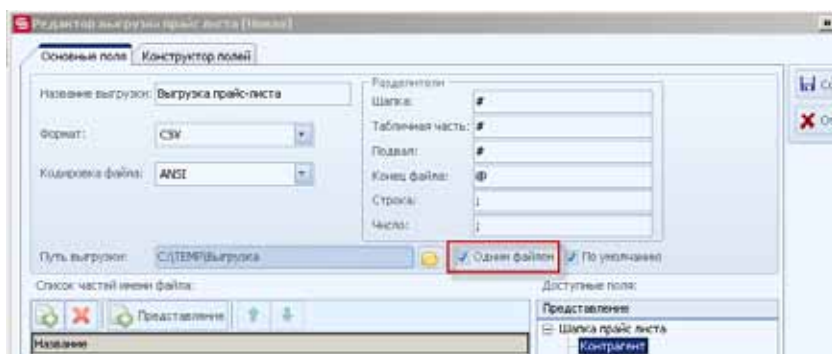 Редактор выгрузки прайс листа [Новая]
Основные поля Конструктор полей
Название выгрузки: Выгрузка прайс-листа
Формат: CSV
Кодировка файла: ANSI
Разделители
Шапка: #
Табличная часть: #
Подвал: #
Конец файла: @
Строка: ;
Число: ;
Путь выгрузки: C:\TEMP\Выгрузка
Одним файлом По умолчанию
Список частей имени файла:
Представление
Название
Доступные поля:
Представление
Шапка прайс листа
Контрагент